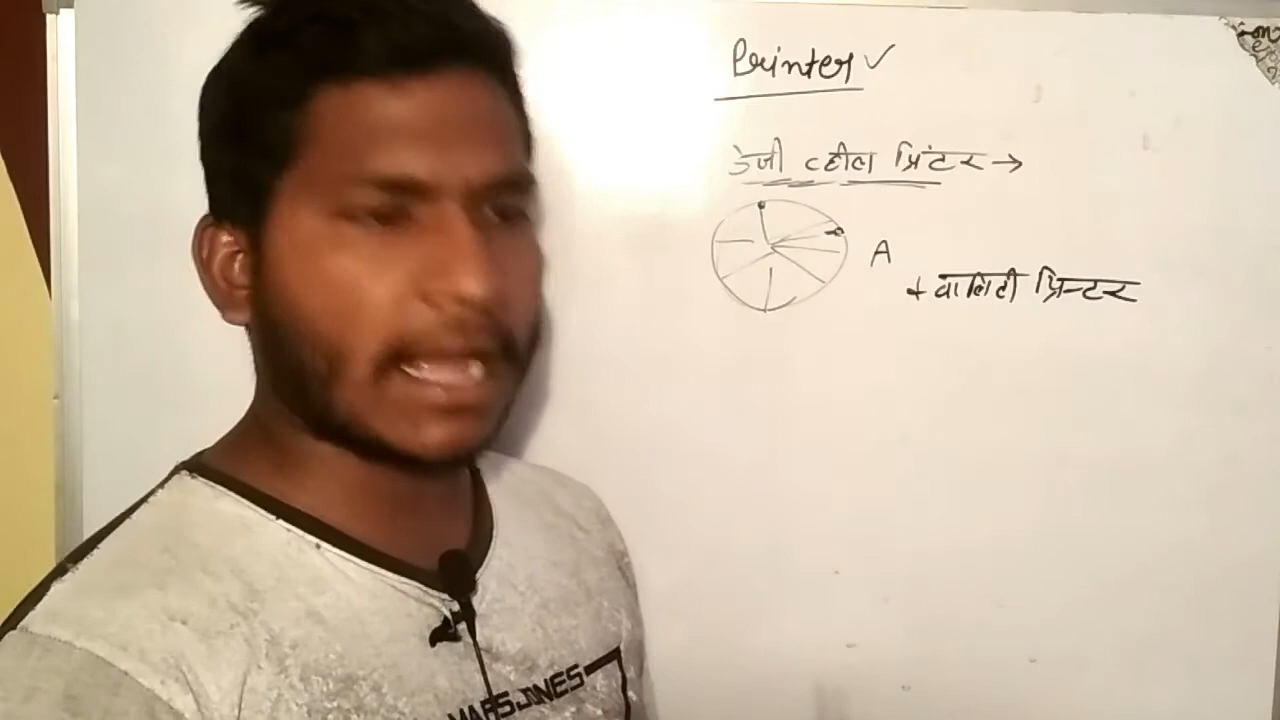 Printer ✓
डेजी व्हील प्रिंटर →
A
क्वालिटी प्रिन्टर
MARSJONES